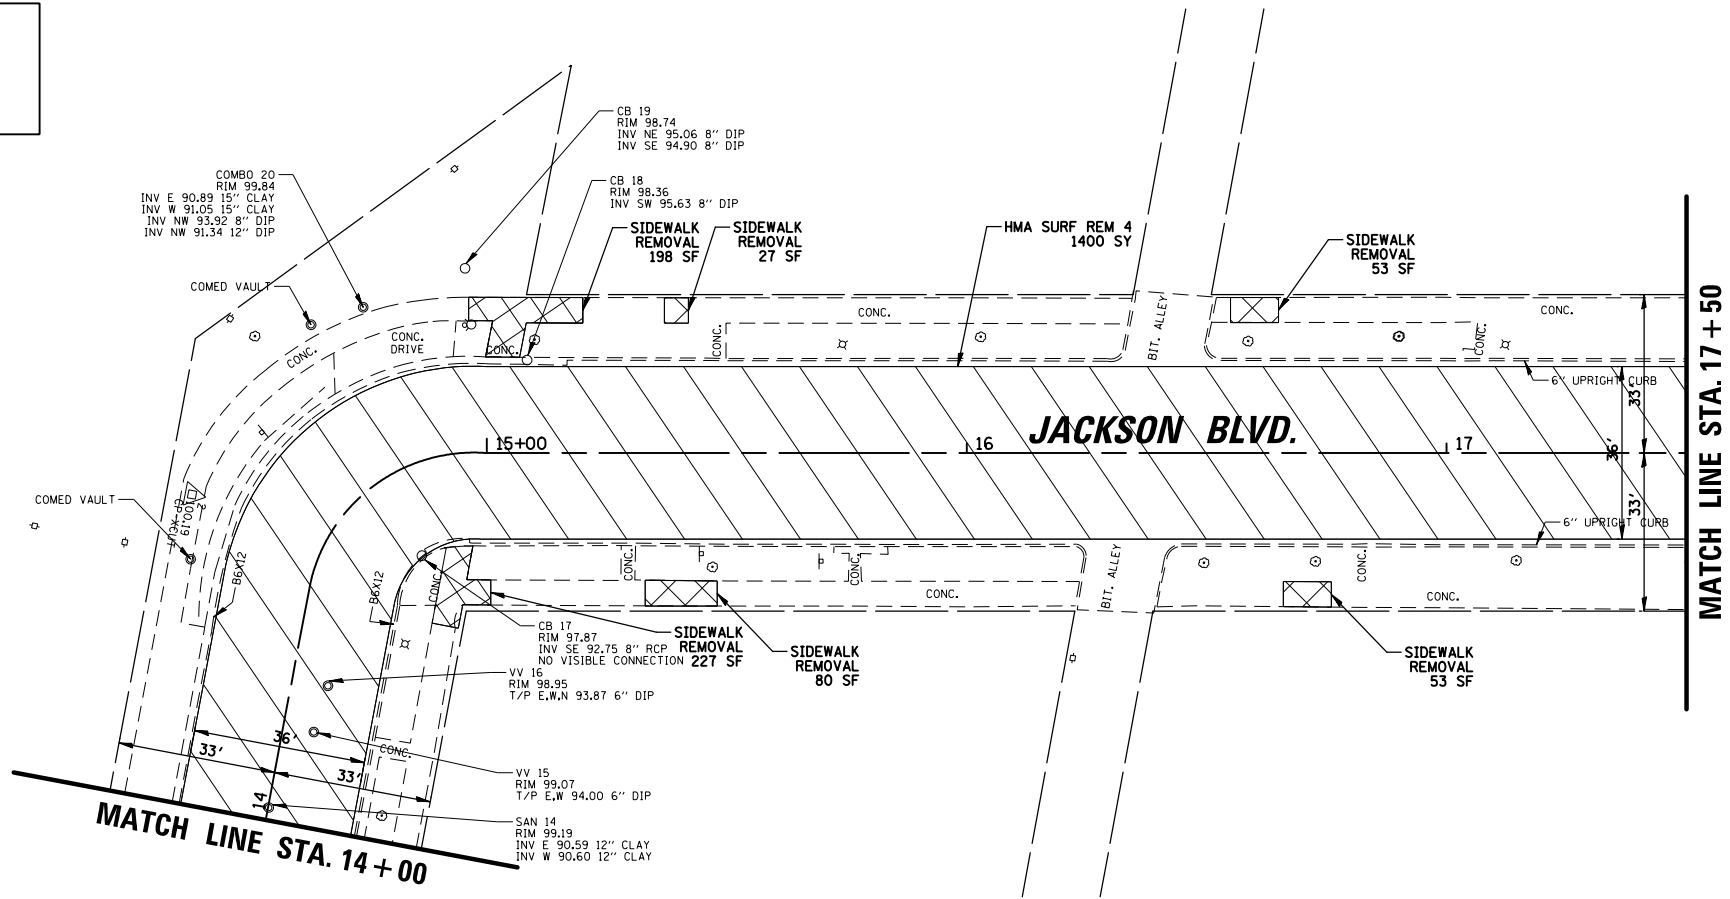 CB 19
RIM 98.74
INV NE 95.06 8'' DIP
INV SE 94.90 8'' DIP
COMBO 20
RIM 99.84
INV E 90.89 15'' CLAY
INV W 91.05 15'' CLAY
INV NW 93.92 8'' DIP
INV NW 91.34 12'' DIP
CB 18
RIM 98.36
INV SW 95.63 8'' DIP
SIDEWALK
REMOVAL
198 SF
SIDEWALK
REMOVAL
27 SF
HMA SURF REM 4
1400 SY
SIDEWALK
REMOVAL
53 SF
COMED VAULT
CONC.
CONC.
DRIVE
CONC.
CONC.
CONC.
BIT. ALLEY
CONC.
CONC.
6'' UPRIGHT CURB
33'
36'
33'
JACKSON BLVD.
15+00
16
17
MATCH LINE STA. 17+50
COMED VAULT
100.19
B6X12
B6X12
CONC.
CONC.
CONC.
CONC.
BIT. ALLEY
CONC.
CONC.
6'' UPRIGHT CURB
CB 17
RIM 97.87
INV SE 92.75 8'' RCP
NO VISIBLE CONNECTION
SIDEWALK
REMOVAL
227 SF
SIDEWALK
REMOVAL
80 SF
SIDEWALK
REMOVAL
53 SF
VV 16
RIM 98.95
T/P E,W,N 93.87 6'' DIP
36'
33'
33'
CONC.
VV 15
RIM 99.07
T/P E,W 94.00 6'' DIP
14
SAN 14
RIM 99.19
INV E 90.59 12'' CLAY
INV W 90.60 12'' CLAY
MATCH LINE STA. 14+00